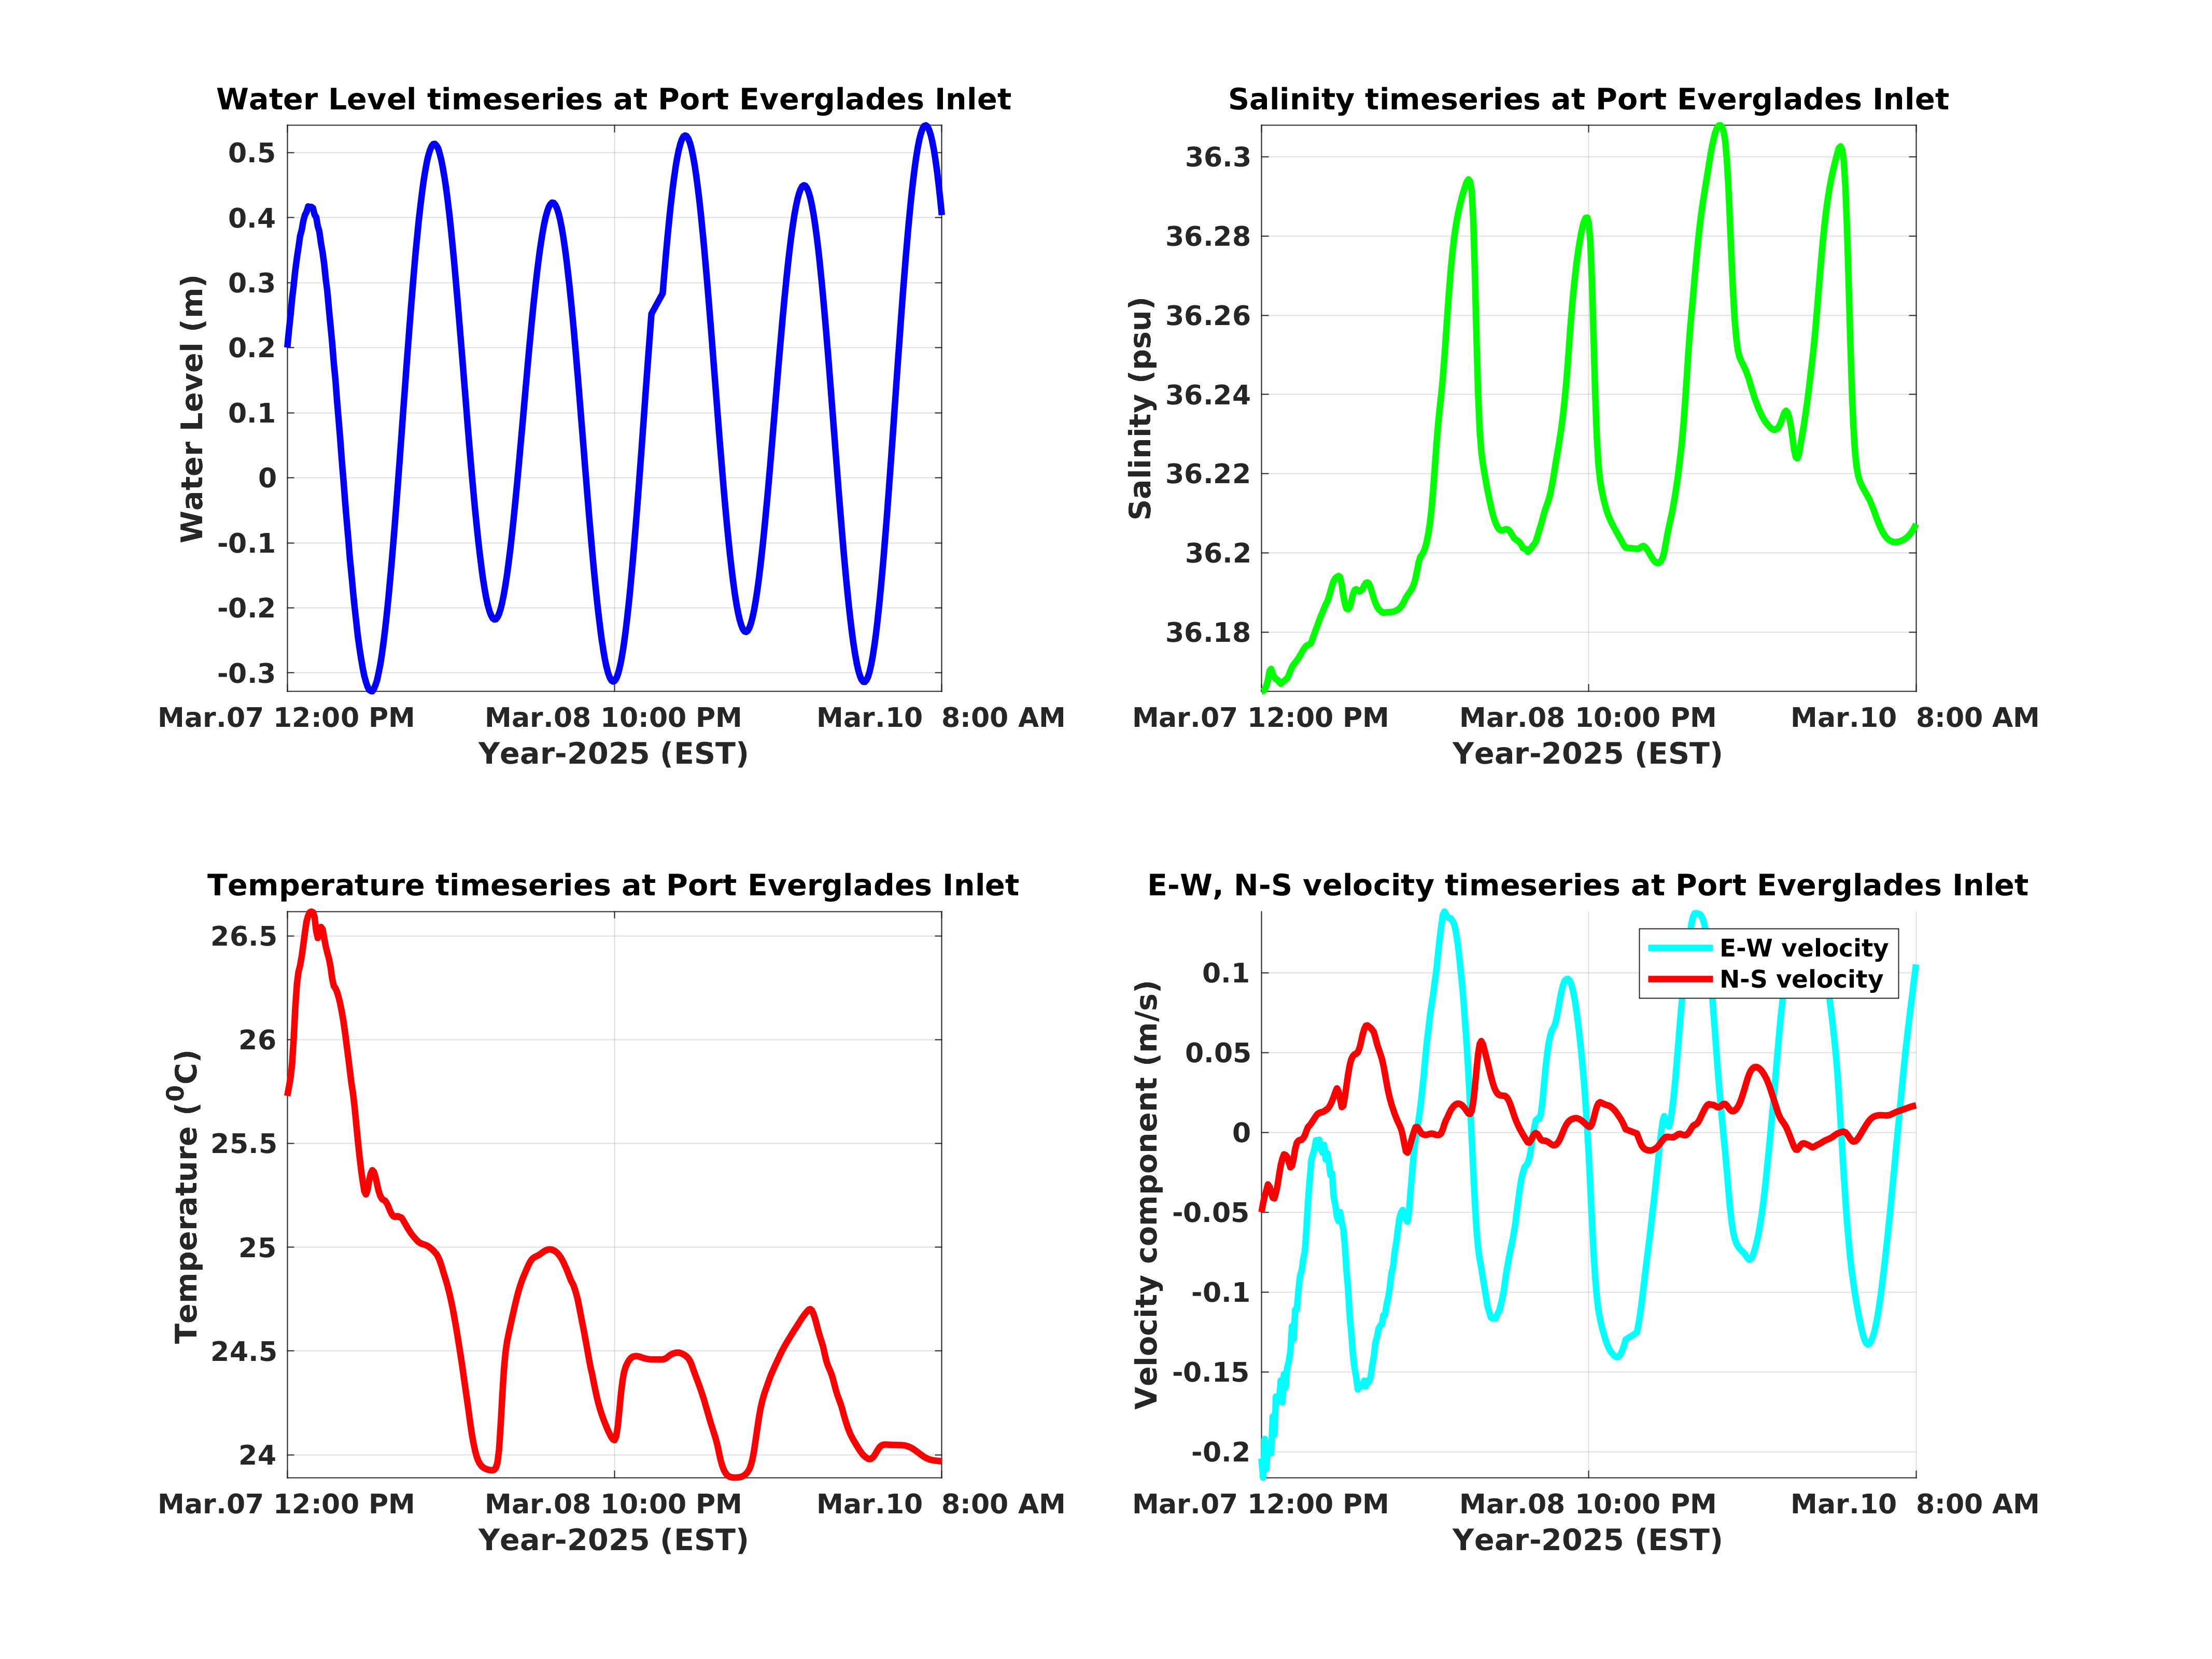 Water Level timeseries at Port Everglades Inlet
0.5
0.4
0.3
0.2
0.1
0
-0.1
-0.2
-0.3
Water Level (m)
Mar.07 12:00 PM Mar.08 10:00 PM Mar.10 8:00 AM
Year-2025 (EST)
Salinity timeseries at Port Everglades Inlet
36.3
36.28
36.26
36.24
36.22
36.2
36.18
Salinity (psu)
Mar.07 12:00 PM Mar.08 10:00 PM Mar.10 8:00 AM
Year-2025 (EST)
Temperature timeseries at Port Everglades Inlet
26.5
26
25.5
25
24.5
24
Temperature (⁰C)
Mar.07 12:00 PM Mar.08 10:00 PM Mar.10 8:00 AM
Year-2025 (EST)
E-W, N-S velocity timeseries at Port Everglades Inlet
E-W velocity
N-S velocity
0.1
0.05
0
-0.05
-0.1
-0.15
-0.2
Velocity component (m/s)
Mar.07 12:00 PM Mar.08 10:00 PM Mar.10 8:00 AM
Year-2025 (EST)